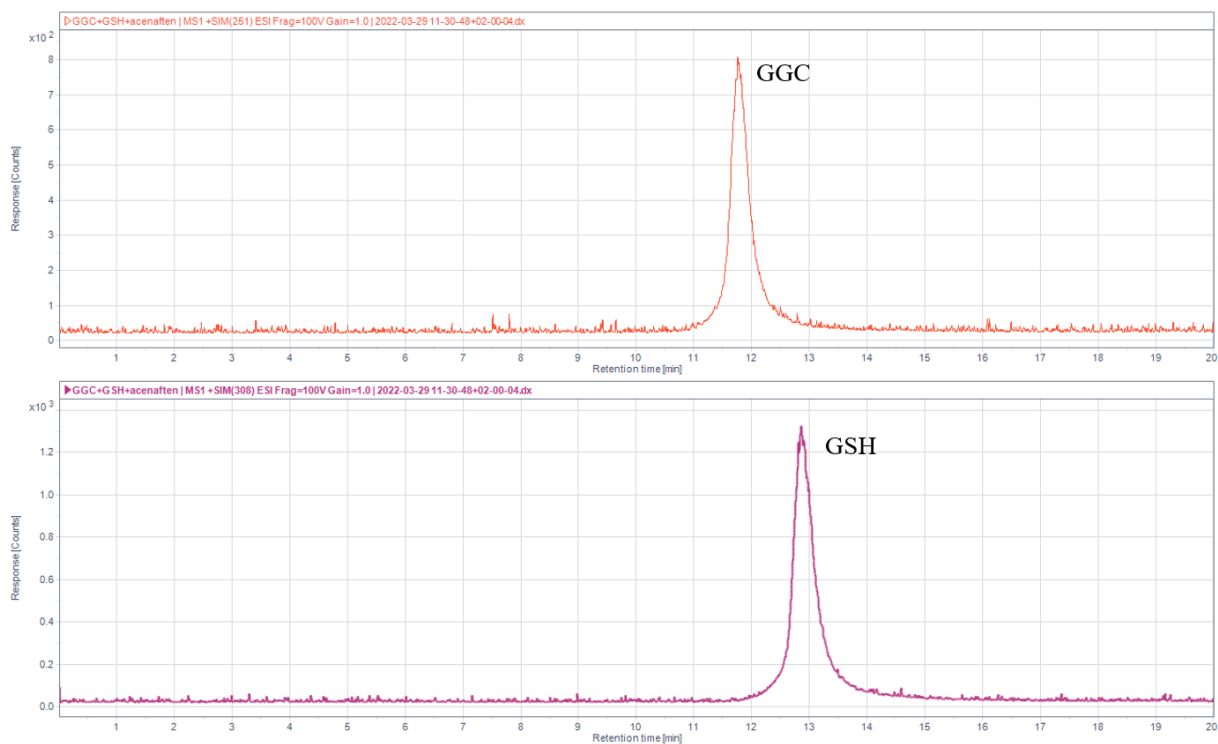 ▷GGC+GSH+acenaften | MS1 +SIM(251) ESI Frag=100V Gain=1.0 | 2022-03-29 11-30-48+02-00-04.dx
x10 2
8
7
6
5
4
3
2
1
0
Response [Counts]
GGC
1 2 3 4 5 6 7 8 9 10 11 12 13 14 15 16 17 18 19 20
Retention time [min]
▶GGC+GSH+acenaften | MS1 +SIM(308) ESI Frag=100V Gain=1.0 | 2022-03-29 11-30-48+02-00-04.dx
x10 3
1.2
1.0
0.8
0.6
0.4
0.2
0.0
Response [Counts]
GSH
1 2 3 4 5 6 7 8 9 10 11 12 13 14 15 16 17 18 19 20
Retention time [min]